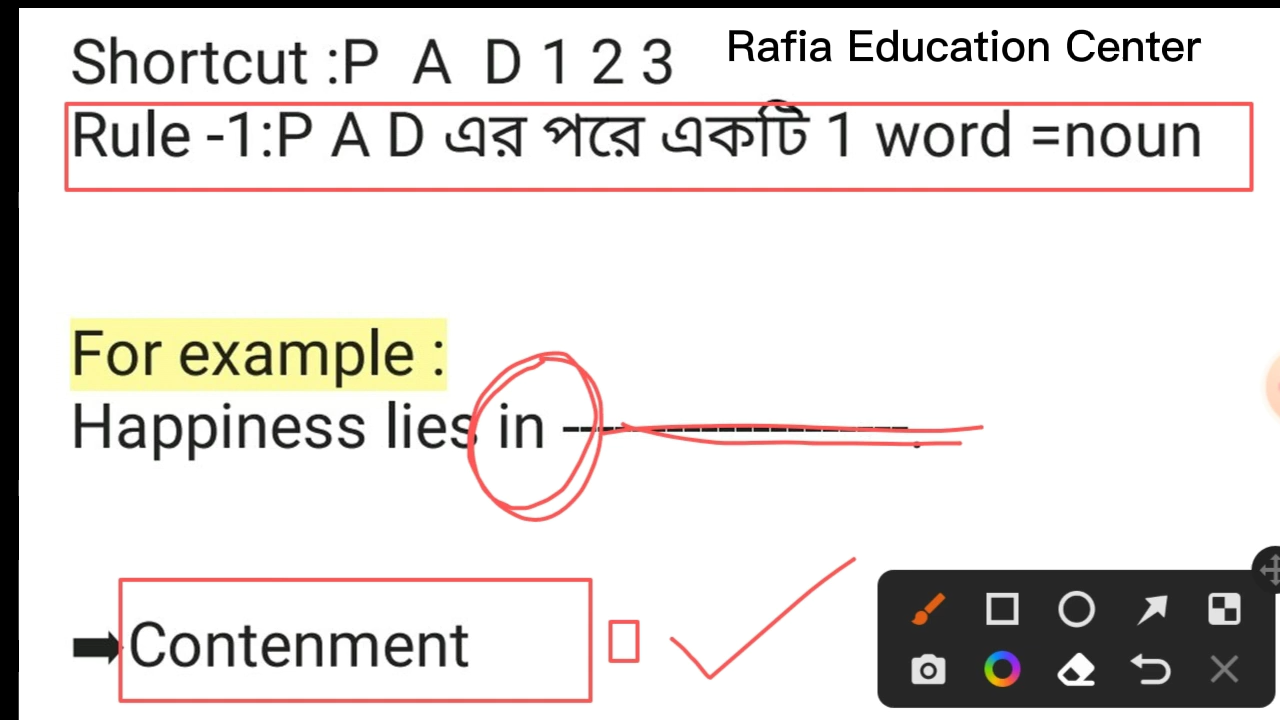 Shortcut :P A D 1 2 3 Rafia Education Center
Rule -1:P A D এর পরে একটি 1 word =noun
For example :
Happiness lies in --------------------.
➡Contenment